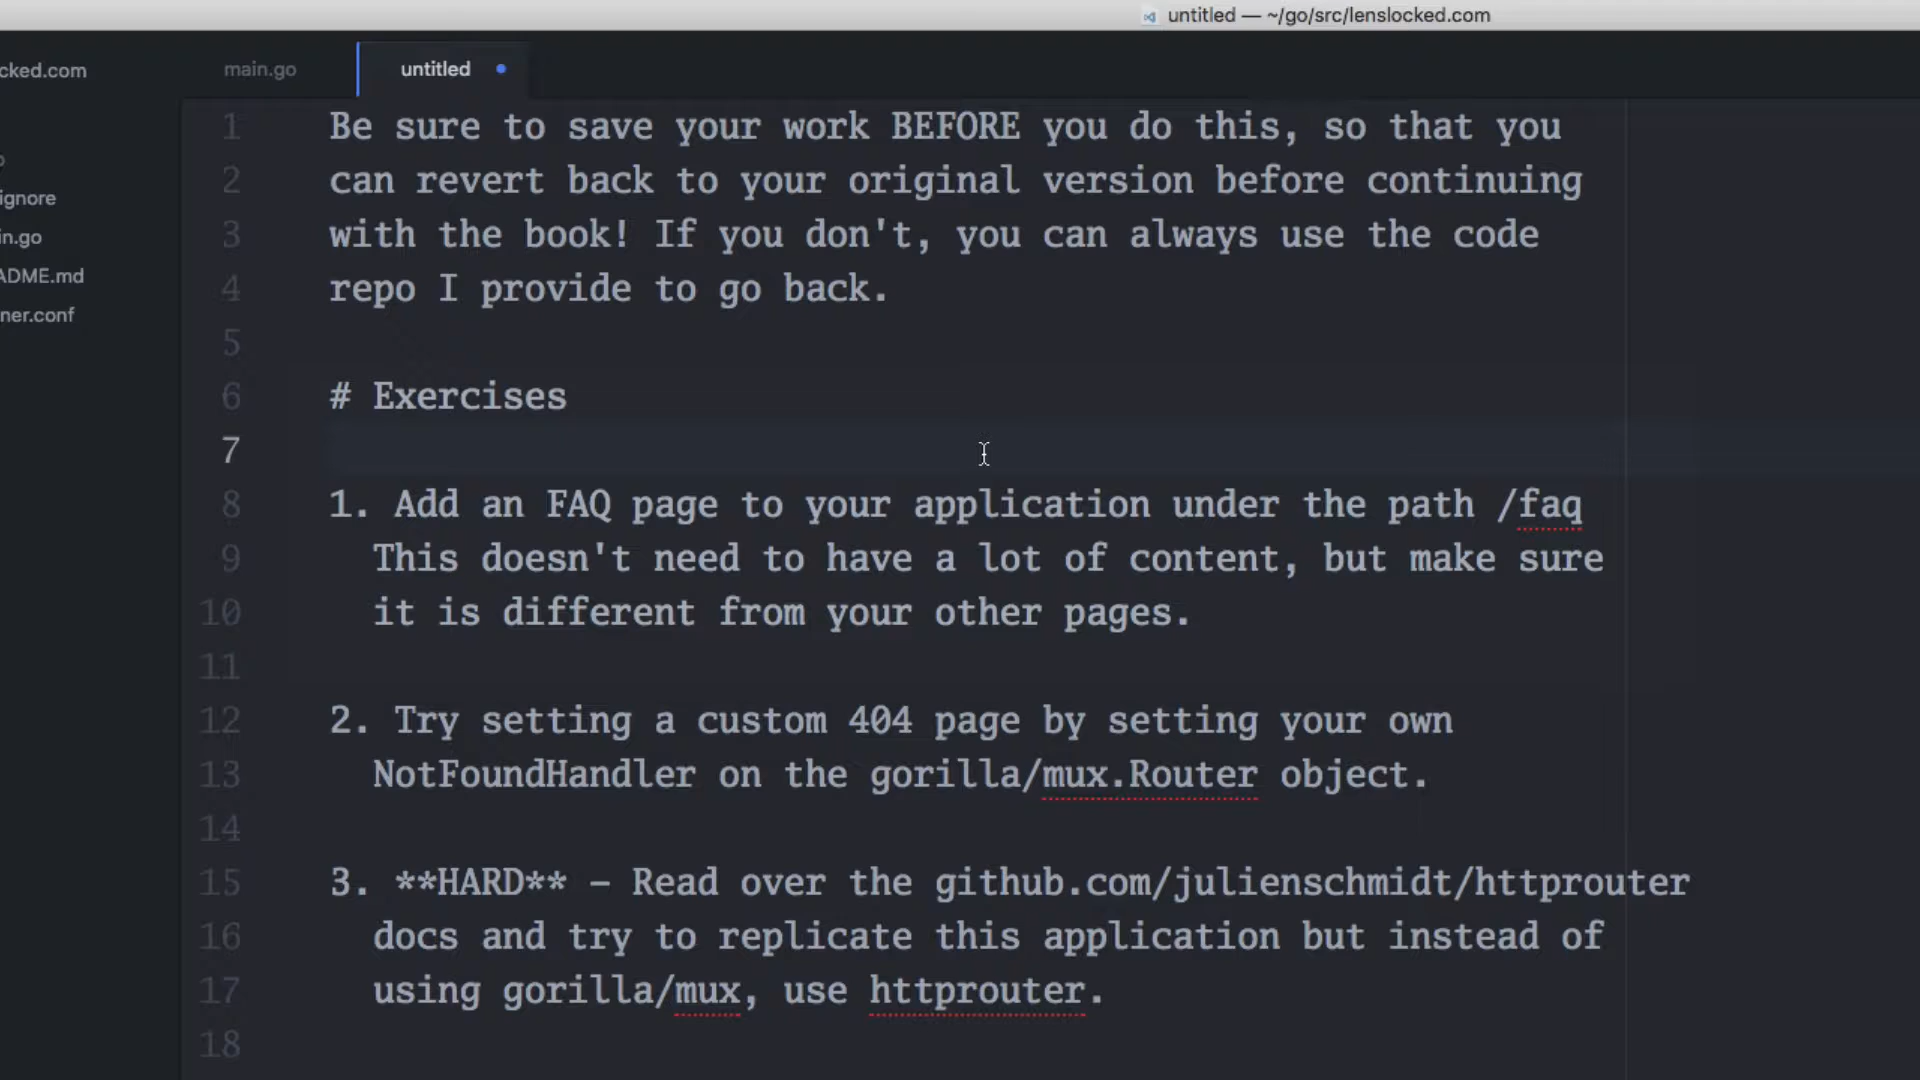 untitled — ~/go/src/lenslocked.com
cked.com
main.go
untitled
ignore
in.go
ADME.md
ner.conf
1 Be sure to save your work BEFORE you do this, so that you
2 can revert back to your original version before continuing
3 with the book! If you don't, you can always use the code
4 repo I provide to go back.
5
6 # Exercises
7
8 1. Add an FAQ page to your application under the path /faq
9 This doesn't need to have a lot of content, but make sure
10 it is different from your other pages.
11
12 2. Try setting a custom 404 page by setting your own
13 NotFoundHandler on the gorilla/mux.Router object.
14
15 3. **HARD** - Read over the github.com/julienschmidt/httprouter
16 docs and try to replicate this application but instead of
17 using gorilla/mux, use httprouter.
18